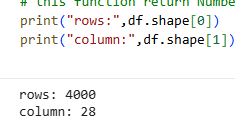 # this function return Numbe
print("rows:",df.shape[0])
print("column:",df.shape[1])
rows: 4000
column: 28